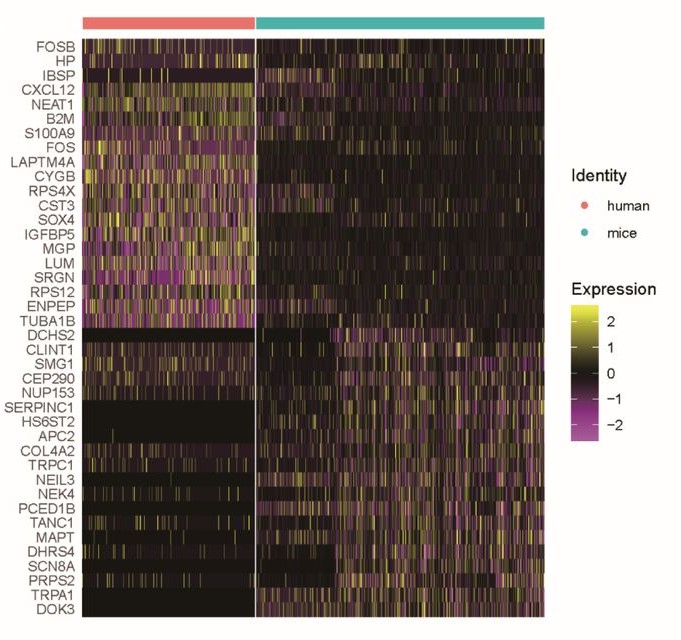 FOSB
HP
IBSP
CXCL12
NEAT1
B2M
S100A9
FOS
LAPTM4A
CYGB
RPS4X
CST3
SOX4
IGFBP5
MGP
LUM
SRGN
RPS12
ENPEP
TUBA1B
DCHS2
CLINT1
SMG1
CEP290
NUP153
SERPINC1
HS6ST2
APC2
COL4A2
TRPC1
NEIL3
NEK4
PCED1B
TANC1
MAPT
DHRS4
SCN8A
PRPS2
TRPA1
DOK3
Identity
human
mice
Expression
2
1
0
−1
−2